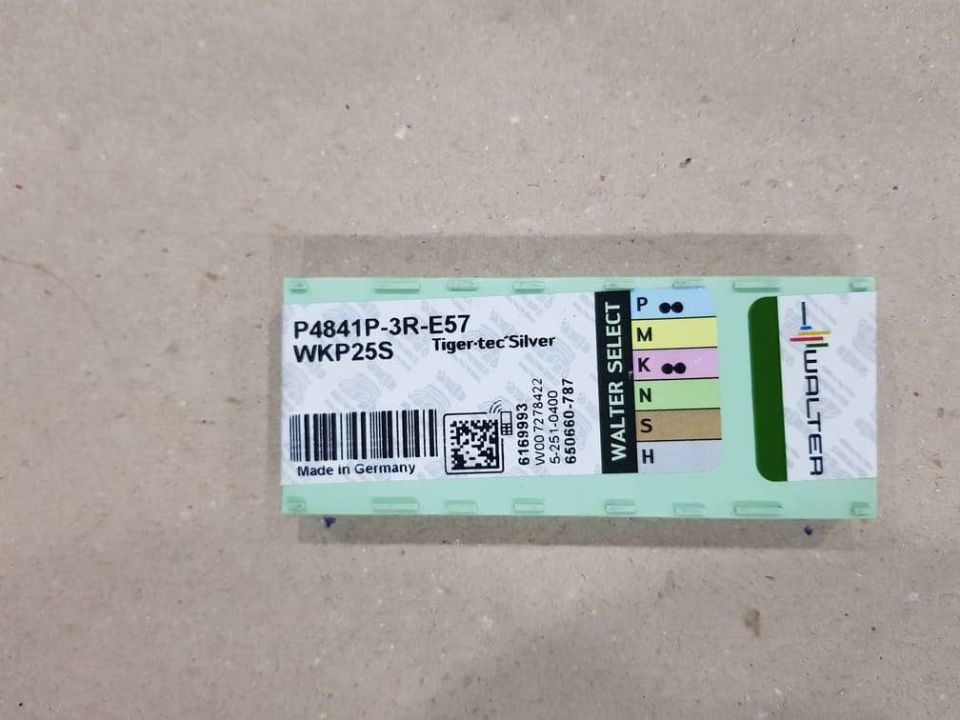 P4841P-3R-E57
WKP25S
Tiger·tec®Silver
Made in Germany
6169993
W007278422
5-251-0400
650660-787
WALTER SELECT
P
M
K
N
S
H
WALTER